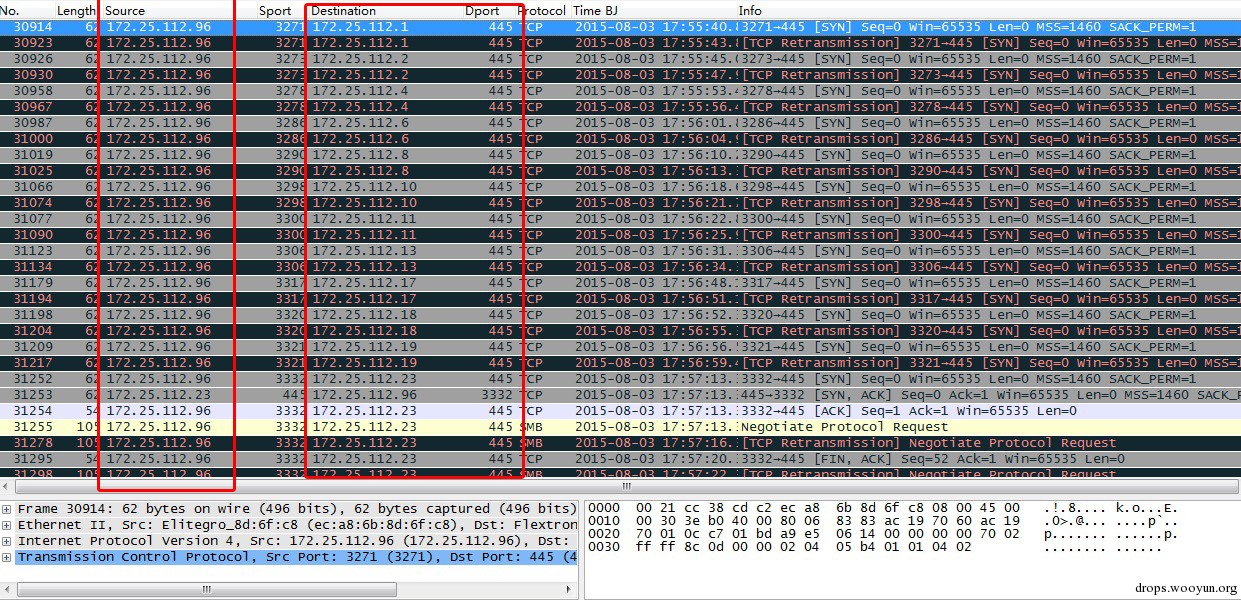 No. Length Source Sport Destination Dport Protocol Time BJ Info
30914 62 172.25.112.96 3271 172.25.112.1 445 TCP 2015-08-03 17:55:40. 3271→445 [SYN] Seq=0 Win=65535 Len=0 MSS=1460 SACK_PERM=1
30923 62 172.25.112.96 3271 172.25.112.1 445 TCP 2015-08-03 17:55:43. [TCP Retransmission] 3271→445 [SYN] Seq=0 Win=65535 Len=0 MSS=1
30926 62 172.25.112.96 3273 172.25.112.2 445 TCP 2015-08-03 17:55:45. 3273→445 [SYN] Seq=0 Win=65535 Len=0 MSS=1460 SACK_PERM=1
30930 62 172.25.112.96 3273 172.25.112.2 445 TCP 2015-08-03 17:55:47. [TCP Retransmission] 3273→445 [SYN] Seq=0 Win=65535 Len=0 MSS=1
30958 62 172.25.112.96 3278 172.25.112.4 445 TCP 2015-08-03 17:55:53. 3278→445 [SYN] Seq=0 Win=65535 Len=0 MSS=1460 SACK_PERM=1
30967 62 172.25.112.96 3278 172.25.112.4 445 TCP 2015-08-03 17:55:56. [TCP Retransmission] 3278→445 [SYN] Seq=0 Win=65535 Len=0 MSS=1
30987 62 172.25.112.96 3286 172.25.112.6 445 TCP 2015-08-03 17:56:01. 3286→445 [SYN] Seq=0 Win=65535 Len=0 MSS=1460 SACK_PERM=1
31000 62 172.25.112.96 3286 172.25.112.6 445 TCP 2015-08-03 17:56:04. [TCP Retransmission] 3286→445 [SYN] Seq=0 Win=65535 Len=0 MSS=1
31019 62 172.25.112.96 3290 172.25.112.8 445 TCP 2015-08-03 17:56:10. 3290→445 [SYN] Seq=0 Win=65535 Len=0 MSS=1460 SACK_PERM=1
31025 62 172.25.112.96 3290 172.25.112.8 445 TCP 2015-08-03 17:56:13. [TCP Retransmission] 3290→445 [SYN] Seq=0 Win=65535 Len=0 MSS=1
31066 62 172.25.112.96 3298 172.25.112.10 445 TCP 2015-08-03 17:56:18. 3298→445 [SYN] Seq=0 Win=65535 Len=0 MSS=1460 SACK_PERM=1
31074 62 172.25.112.96 3298 172.25.112.10 445 TCP 2015-08-03 17:56:21. [TCP Retransmission] 3298→445 [SYN] Seq=0 Win=65535 Len=0 MSS=1
31077 62 172.25.112.96 3300 172.25.112.11 445 TCP 2015-08-03 17:56:22. 3300→445 [SYN] Seq=0 Win=65535 Len=0 MSS=1460 SACK_PERM=1
31090 62 172.25.112.96 3300 172.25.112.11 445 TCP 2015-08-03 17:56:25. [TCP Retransmission] 3300→445 [SYN] Seq=0 Win=65535 Len=0 MSS=1
31123 62 172.25.112.96 3306 172.25.112.13 445 TCP 2015-08-03 17:56:31. 3306→445 [SYN] Seq=0 Win=65535 Len=0 MSS=1460 SACK_PERM=1
31134 62 172.25.112.96 3306 172.25.112.13 445 TCP 2015-08-03 17:56:34. [TCP Retransmission] 3306→445 [SYN] Seq=0 Win=65535 Len=0 MSS=1
31179 62 172.25.112.96 3317 172.25.112.17 445 TCP 2015-08-03 17:56:48. 3317→445 [SYN] Seq=0 Win=65535 Len=0 MSS=1460 SACK_PERM=1
31194 62 172.25.112.96 3317 172.25.112.17 445 TCP 2015-08-03 17:56:51. [TCP Retransmission] 3317→445 [SYN] Seq=0 Win=65535 Len=0 MSS=1
31198 62 172.25.112.96 3320 172.25.112.18 445 TCP 2015-08-03 17:56:52. 3320→445 [SYN] Seq=0 Win=65535 Len=0 MSS=1460 SACK_PERM=1
31204 62 172.25.112.96 3320 172.25.112.18 445 TCP 2015-08-03 17:56:55. [TCP Retransmission] 3320→445 [SYN] Seq=0 Win=65535 Len=0 MSS=1
31209 62 172.25.112.96 3321 172.25.112.19 445 TCP 2015-08-03 17:56:56. 3321→445 [SYN] Seq=0 Win=65535 Len=0 MSS=1460 SACK_PERM=1
31217 62 172.25.112.96 3321 172.25.112.19 445 TCP 2015-08-03 17:56:59. [TCP Retransmission] 3321→445 [SYN] Seq=0 Win=65535 Len=0 MSS=1
31252 62 172.25.112.96 3332 172.25.112.23 445 TCP 2015-08-03 17:57:13. 3332→445 [SYN] Seq=0 Win=65535 Len=0 MSS=1460 SACK_PERM=1
31253 62 172.25.112.23 445 172.25.112.96 3332 TCP 2015-08-03 17:57:13. 445→3332 [SYN, ACK] Seq=0 Ack=1 Win=65535 Len=0 MSS=1460 SACK_P
31254 54 172.25.112.96 3332 172.25.112.23 445 TCP 2015-08-03 17:57:13. 3332→445 [ACK] Seq=1 Ack=1 Win=65535 Len=0
31255 105 172.25.112.96 3332 172.25.112.23 445 SMB 2015-08-03 17:57:13. Negotiate Protocol Request
31278 105 172.25.112.96 3332 172.25.112.23 445 SMB 2015-08-03 17:57:16. [TCP Retransmission] Negotiate Protocol Request
31295 54 172.25.112.96 3332 172.25.112.23 445 TCP 2015-08-03 17:57:20. 3332→445 [FIN, ACK] Seq=52 Ack=1 Win=65535 Len=0
31298 105 172.25.112.96 3332 172.25.112.23 445 SMB 2015-08-03 17:57:22. [TCP Retransmission] Negotiate Protocol Request
Frame 30914: 62 bytes on wire (496 bits), 62 bytes captured (496 bits)
Ethernet II, Src: Elitegro_8d:6f:c8 (ec:a8:6b:8d:6f:c8), Dst: Flextron
Internet Protocol Version 4, Src: 172.25.112.96 (172.25.112.96), Dst:
Transmission Control Protocol, Src Port: 3271 (3271), Dst Port: 445 (4
0000 00 21 cc 38 cd c2 ec a8 6b 8d 6f c8 08 00 45 00 .!.8.... k.o...E.
0010 00 30 3e b0 40 00 80 06 83 83 ac 19 70 60 ac 19 .0>.@... ....p`..
0020 70 01 0c c7 01 bd a9 e5 06 14 00 00 00 00 70 02 p....... ......p.
0030 ff ff 8c 0d 00 00 02 04 05 b4 01 01 04 02 ........ ......
drops.wooyun.org